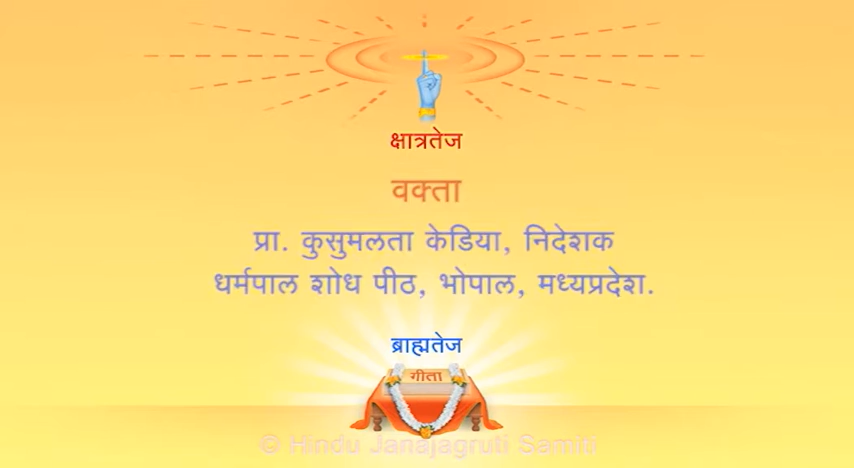 क्षात्रतेज
वक्ता
प्रा. कुसुमलता केडिया, निदेशक
धर्मपाल शोध पीठ, भोपाल, मध्यप्रदेश.
ब्राह्मतेज
गीता
© Hindu Janajagruti Samiti